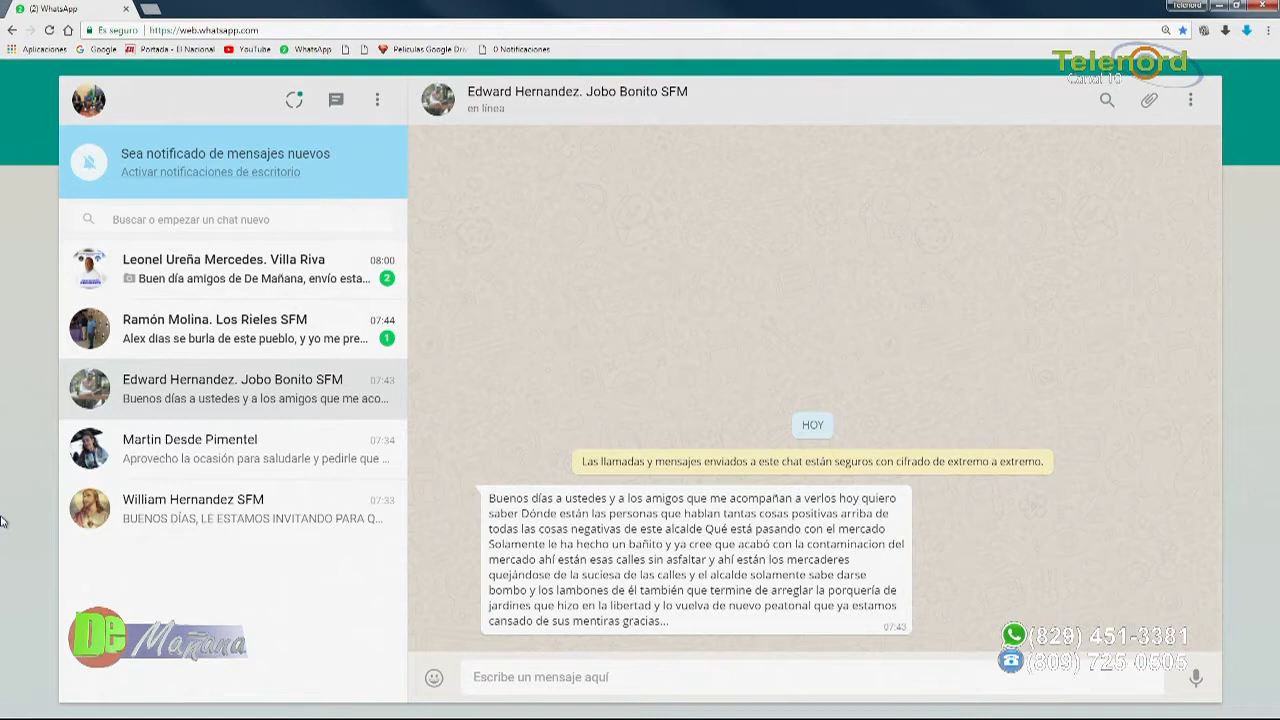 (2) WhatsApp
Telenord
Es seguro
https://web.whatsapp.com
Aplicaciones
Google
Portada - El Nacional
YouTube
WhatsApp
Peliculas Google Driv
0 Notificaciones
Telenord
Canal 10
Edward Hernandez. Jobo Bonito SFM
en línea
Sea notificado de mensajes nuevos
Activar notificaciones de escritorio
Buscar o empezar un chat nuevo
Leonel Ureña Mercedes. Villa Riva
08:00
Buen día amigos de De Mañana, envío esta...
2
Ramón Molina. Los Rieles SFM
07:44
Alex dias se burla de este pueblo, y yo me pre...
1
Edward Hernandez. Jobo Bonito SFM
07:43
Buenos días a ustedes y a los amigos que me aco...
Martin Desde Pimentel
07:34
Aprovecho la ocasión para saludarle y pedirle que ...
William Hernandez SFM
07:33
BUENOS DÍAS, LE ESTAMOS INVITANDO PARA Q...
HOY
Las llamadas y mensajes enviados a este chat están seguros con cifrado de extremo a extremo.
Buenos días a ustedes y a los amigos que me acompañan a verlos hoy quiero
saber Dónde están las personas que hablan tantas cosas positivas arriba de
todas las cosas negativas de este alcalde Qué está pasando con el mercado
Solamente le ha hecho un bañito y ya cree que acabó con la contaminacion del
mercado ahí están esas calles sin asfaltar y ahí están los mercaderes
quejándose de la suciesa de las calles y el alcalde solamente sabe darse
bombo y los lambones de él también que termine de arreglar la porquería de
jardines que hizo en la libertad y lo vuelva de nuevo peatonal que ya estamos
cansado de sus mentiras gracias...
07:43
De Mañana
(829) 451-3381
(809) 725 0505
Escribe un mensaje aquí